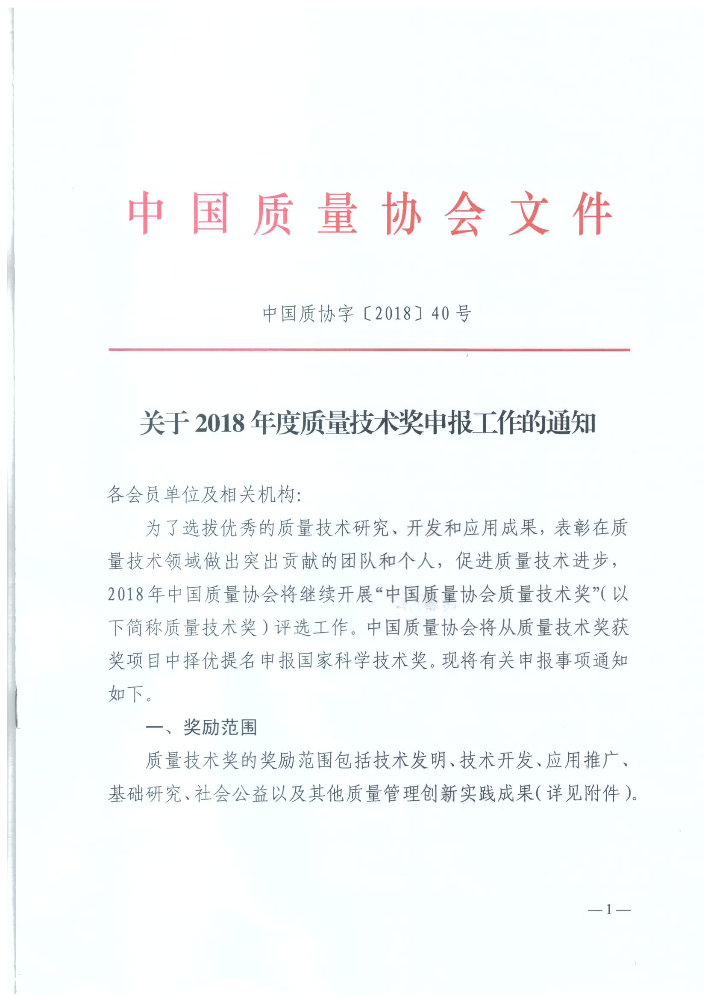 中国质量协会文件
中国质协字〔2018〕40号
关于2018年度质量技术奖申报工作的通知
各会员单位及相关机构：
为了选拔优秀的质量技术研究、开发和应用成果，表彰在质
量技术领域做出突出贡献的团队和个人，促进质量技术进步，
2018年中国质量协会将继续开展“中国质量协会质量技术奖”（以
下简称质量技术奖）评选工作。中国质量协会将从质量技术奖获
奖项目中择优提名申报国家科学技术奖。现将有关申报事项通知
如下。
一、奖励范围
质量技术奖的奖励范围包括技术发明、技术开发、应用推广、
基础研究、社会公益以及其他质量管理创新实践成果（详见附件）。
—1—